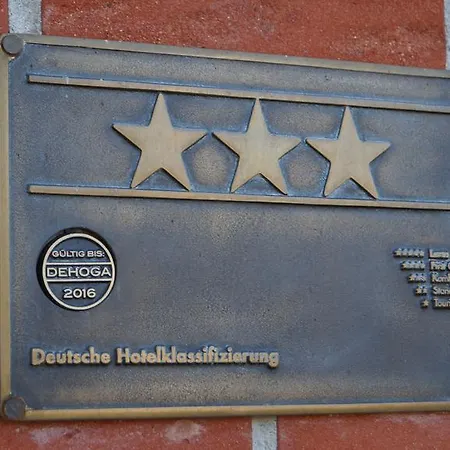 GÜLTIG BIS:
DEHOGA
2016
Deutsche Hotelklassifizierung